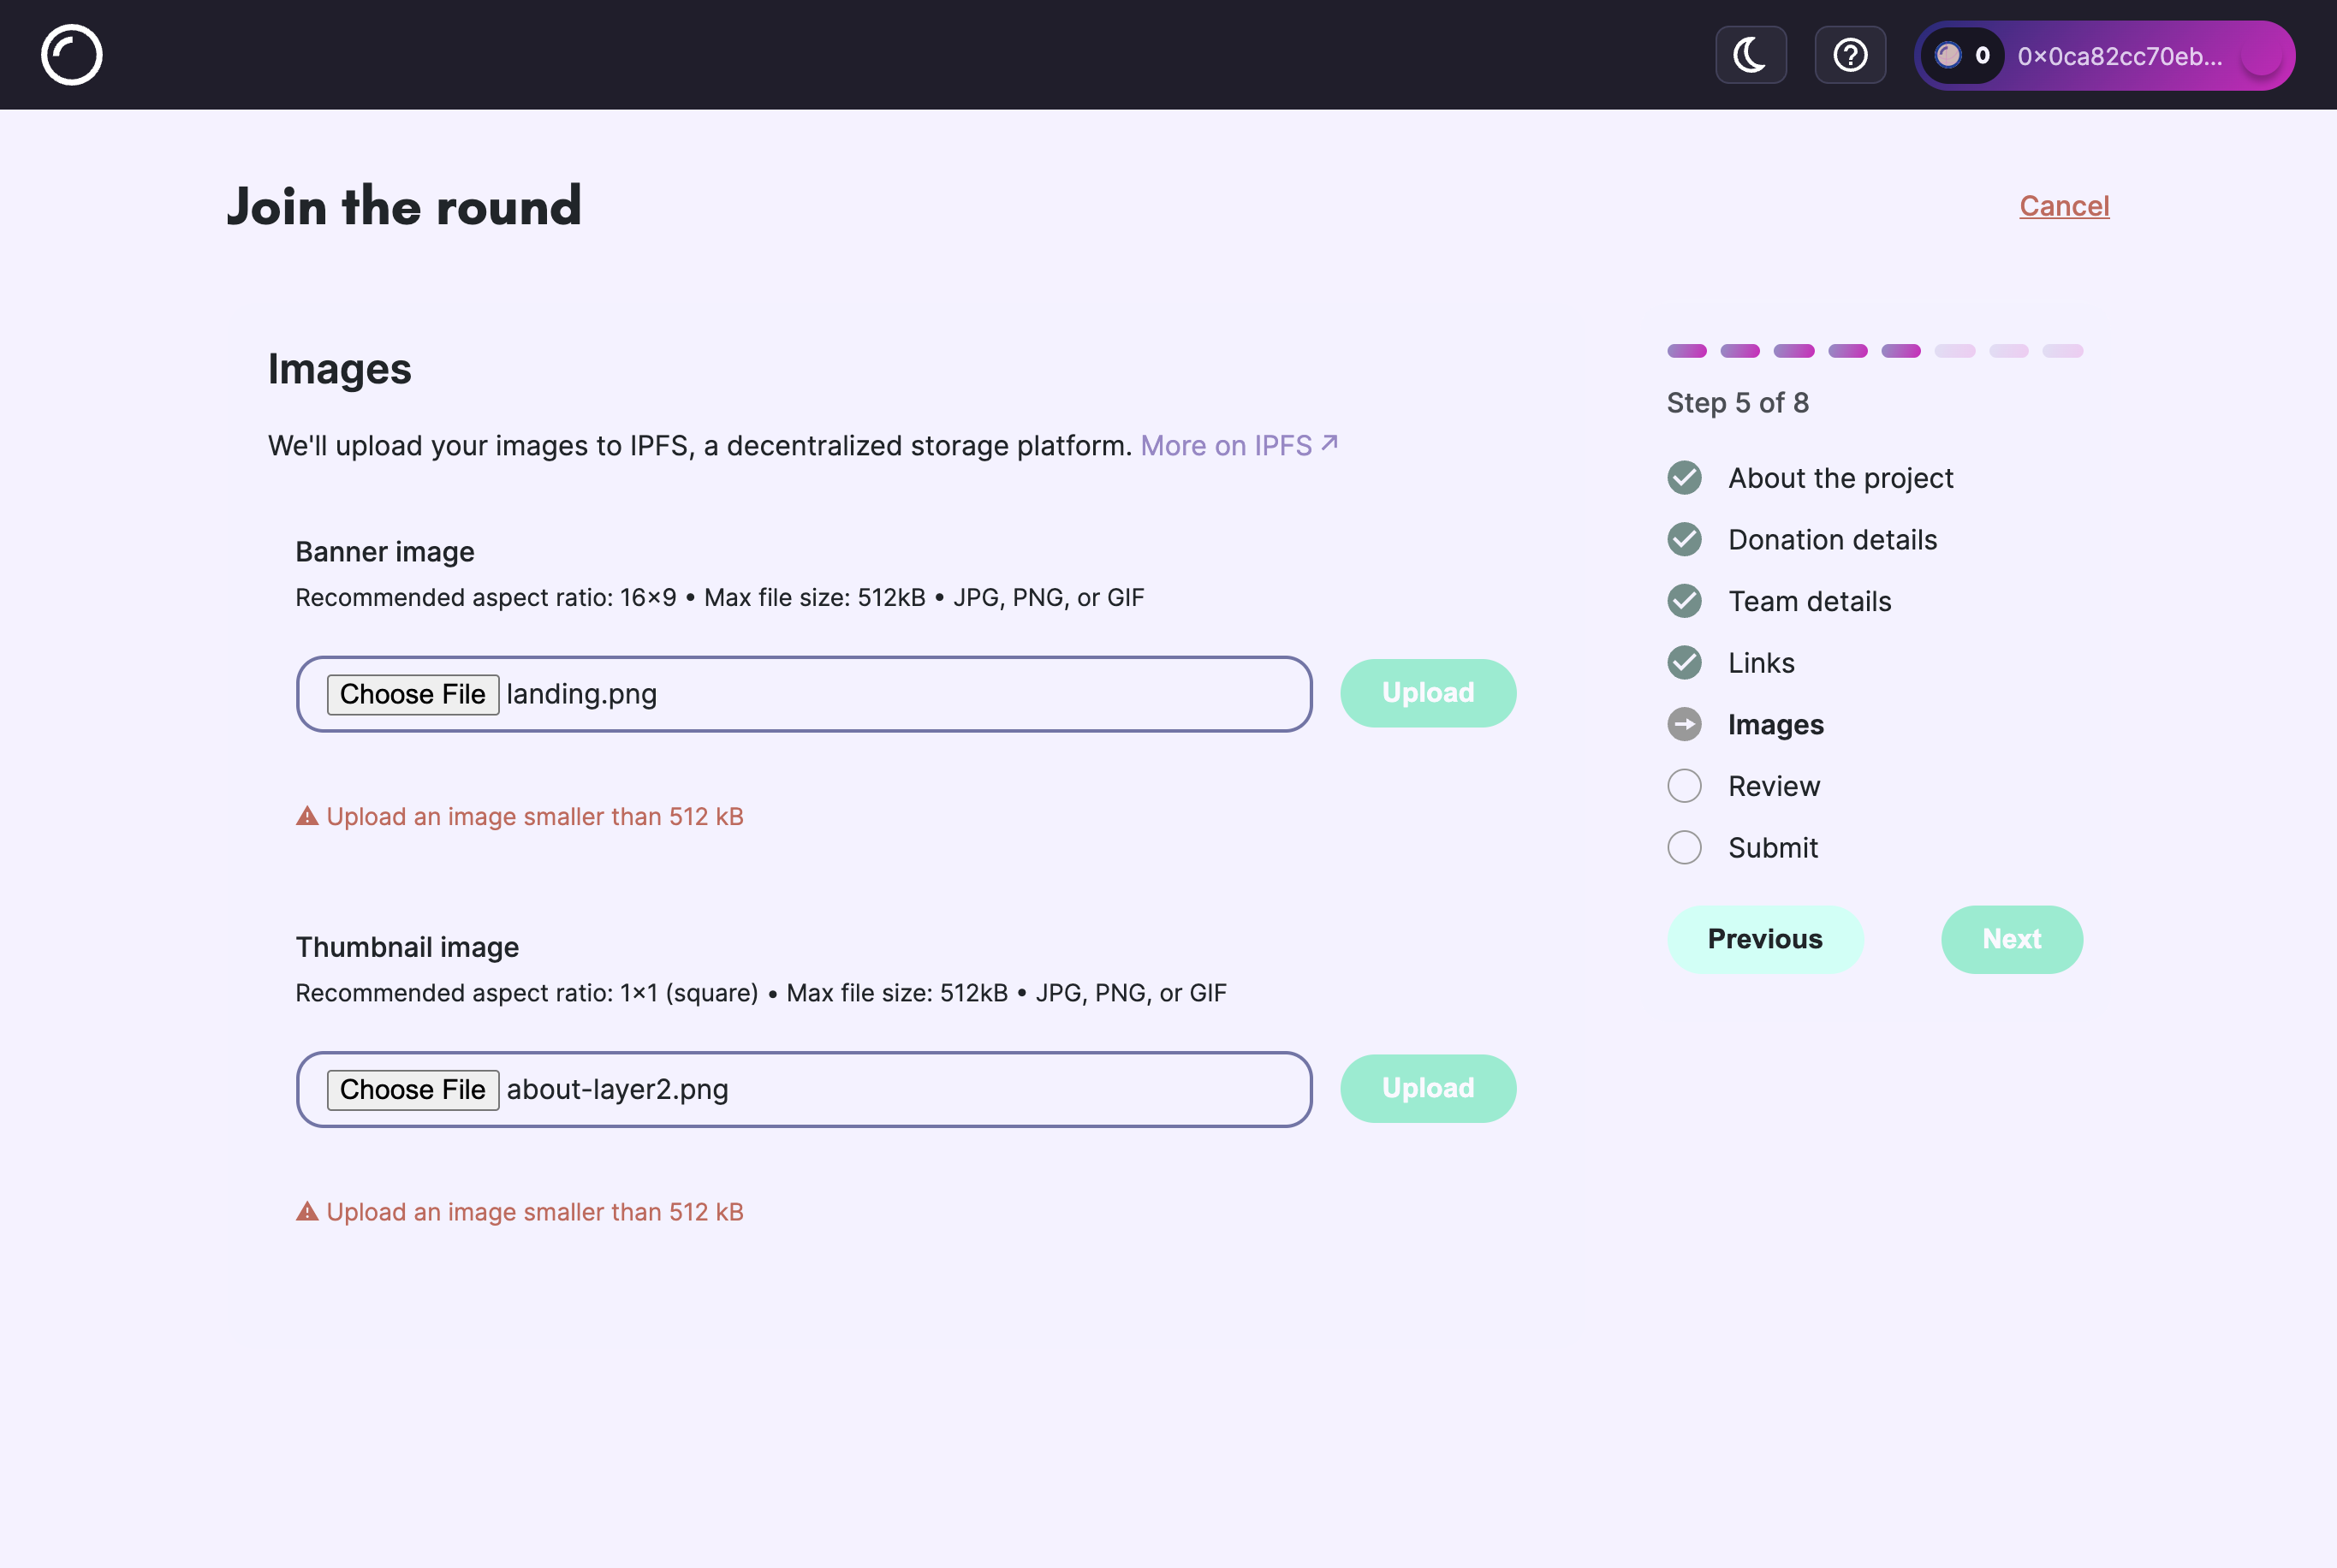 0 0×0ca82cc70eb...
Join the round
Cancel
Images
We'll upload your images to IPFS, a decentralized storage platform. More on IPFS ↗
Banner image
Recommended aspect ratio: 16×9 • Max file size: 512kB • JPG, PNG, or GIF
Choose File landing.png
Upload
Upload an image smaller than 512 kB
Thumbnail image
Recommended aspect ratio: 1×1 (square) • Max file size: 512kB • JPG, PNG, or GIF
Choose File about-layer2.png
Upload
Upload an image smaller than 512 kB
Step 5 of 8
About the project
Donation details
Team details
Links
Images
Review
Submit
Previous
Next